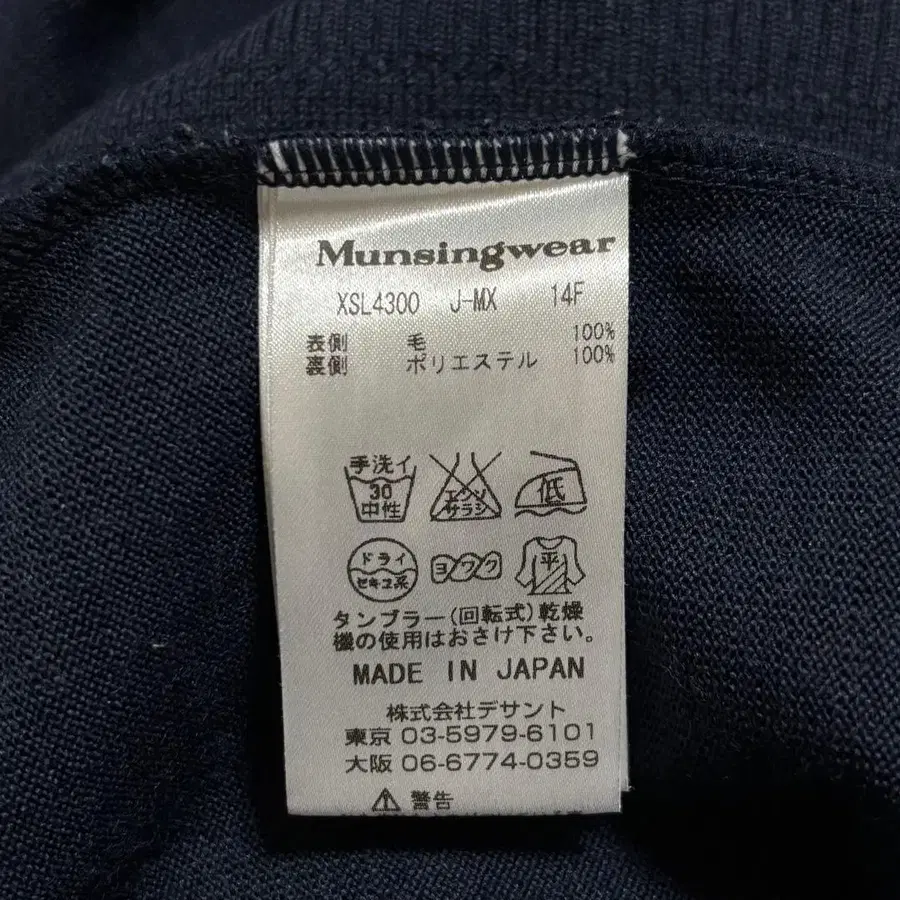 Munsingwear
XSL4300 J-MX 14F
表側 毛 100%
裏側 ポリエステル 100%
手洗イ
30
中性
エンソ
サラシ
低
ドライ
セキユ系
ヨワク
平
タンブラー(回転式)乾燥
機の使用はおさけ下さい。
MADE IN JAPAN
株式会社デサント
東京 03-5979-6101
大阪 06-6774-0359
⚠ 警告